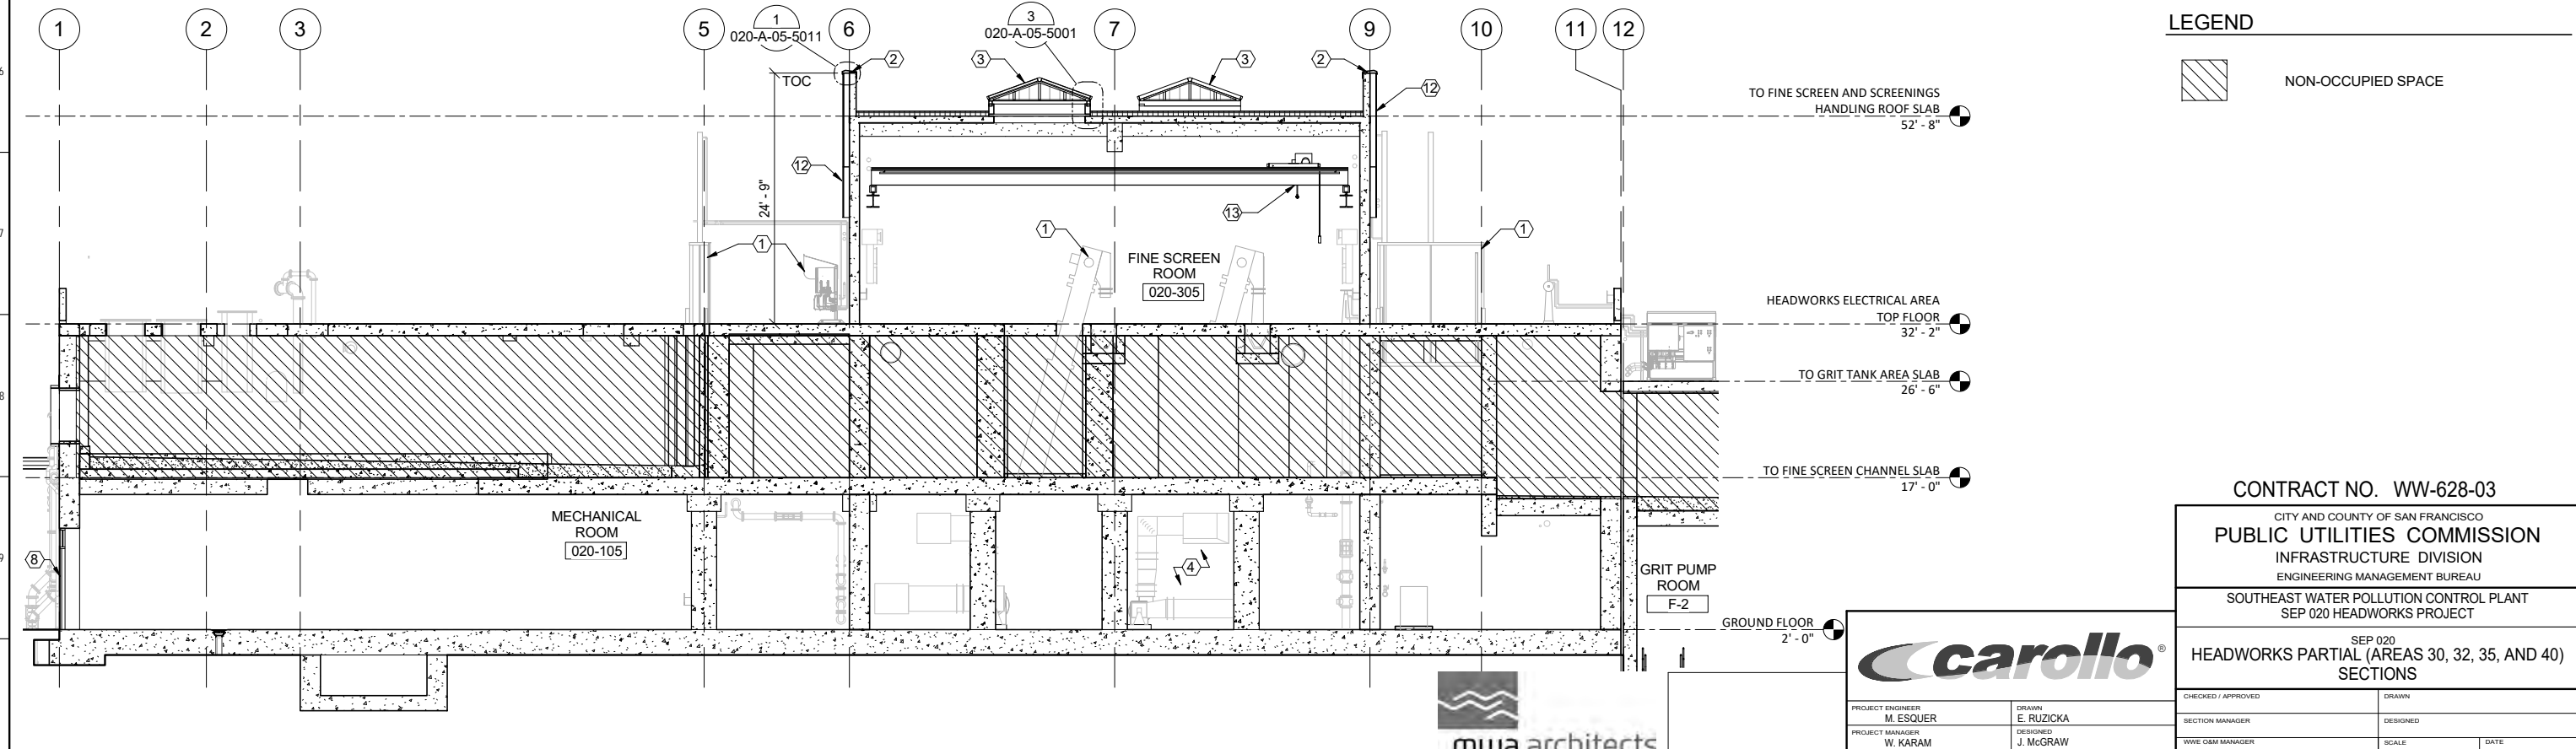 1
2
3
5
1
020-A-05-5011
6
3
020-A-05-5001
7
9
10
11
12
LEGEND
NON-OCCUPIED SPACE
6
7
8
9
TOC
2
3
3
2
12
12
24' - 9"
13
1
1
1
FINE SCREEN
ROOM
020-305
TO FINE SCREEN AND SCREENINGS
HANDLING ROOF SLAB
52' - 8"
HEADWORKS ELECTRICAL AREA
TOP FLOOR
32' - 2"
TO GRIT TANK AREA SLAB
26' - 6"
TO FINE SCREEN CHANNEL SLAB
17' - 0"
MECHANICAL
ROOM
020-105
8
4
GRIT PUMP
ROOM
F-2
GROUND FLOOR
2' - 0"
CONTRACT NO. WW-628-03
CITY AND COUNTY OF SAN FRANCISCO
PUBLIC UTILITIES COMMISSION
INFRASTRUCTURE DIVISION
ENGINEERING MANAGEMENT BUREAU
SOUTHEAST WATER POLLUTION CONTROL PLANT
SEP 020 HEADWORKS PROJECT
SEP 020
HEADWORKS PARTIAL (AREAS 30, 32, 35, AND 40)
SECTIONS
CHECKED / APPROVED
DRAWN
SECTION MANAGER
DESIGNED
WWE O&M MANAGER
SCALE
DATE
carollo®
PROJECT ENGINEER
M. ESQUER
DRAWN
E. RUZICKA
PROJECT MANAGER
W. KARAM
DESIGNED
J. McGRAW
mwa architects